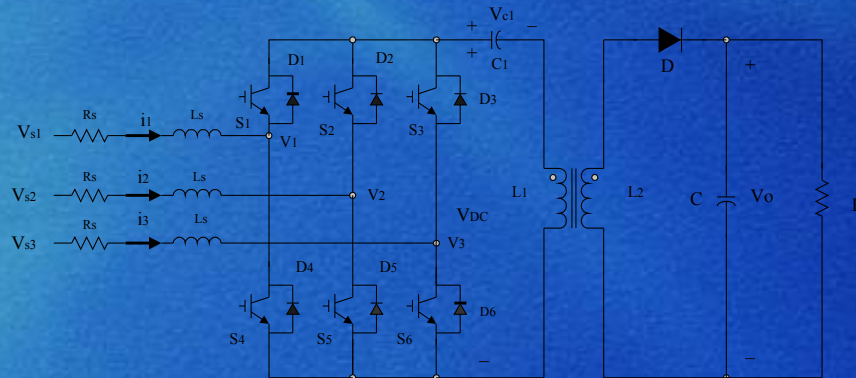 Vc1
+ −
+
C1
D1 D2
D +
Rs i1 Ls S1 S2 S3 D3
Vs1 V1
Rs i2 Ls
Vs2 V2 L1 L2 C Vo
Rs i3 Ls VDC
Vs3 V3
D4 D5
D6
S4 S5 S6
− −